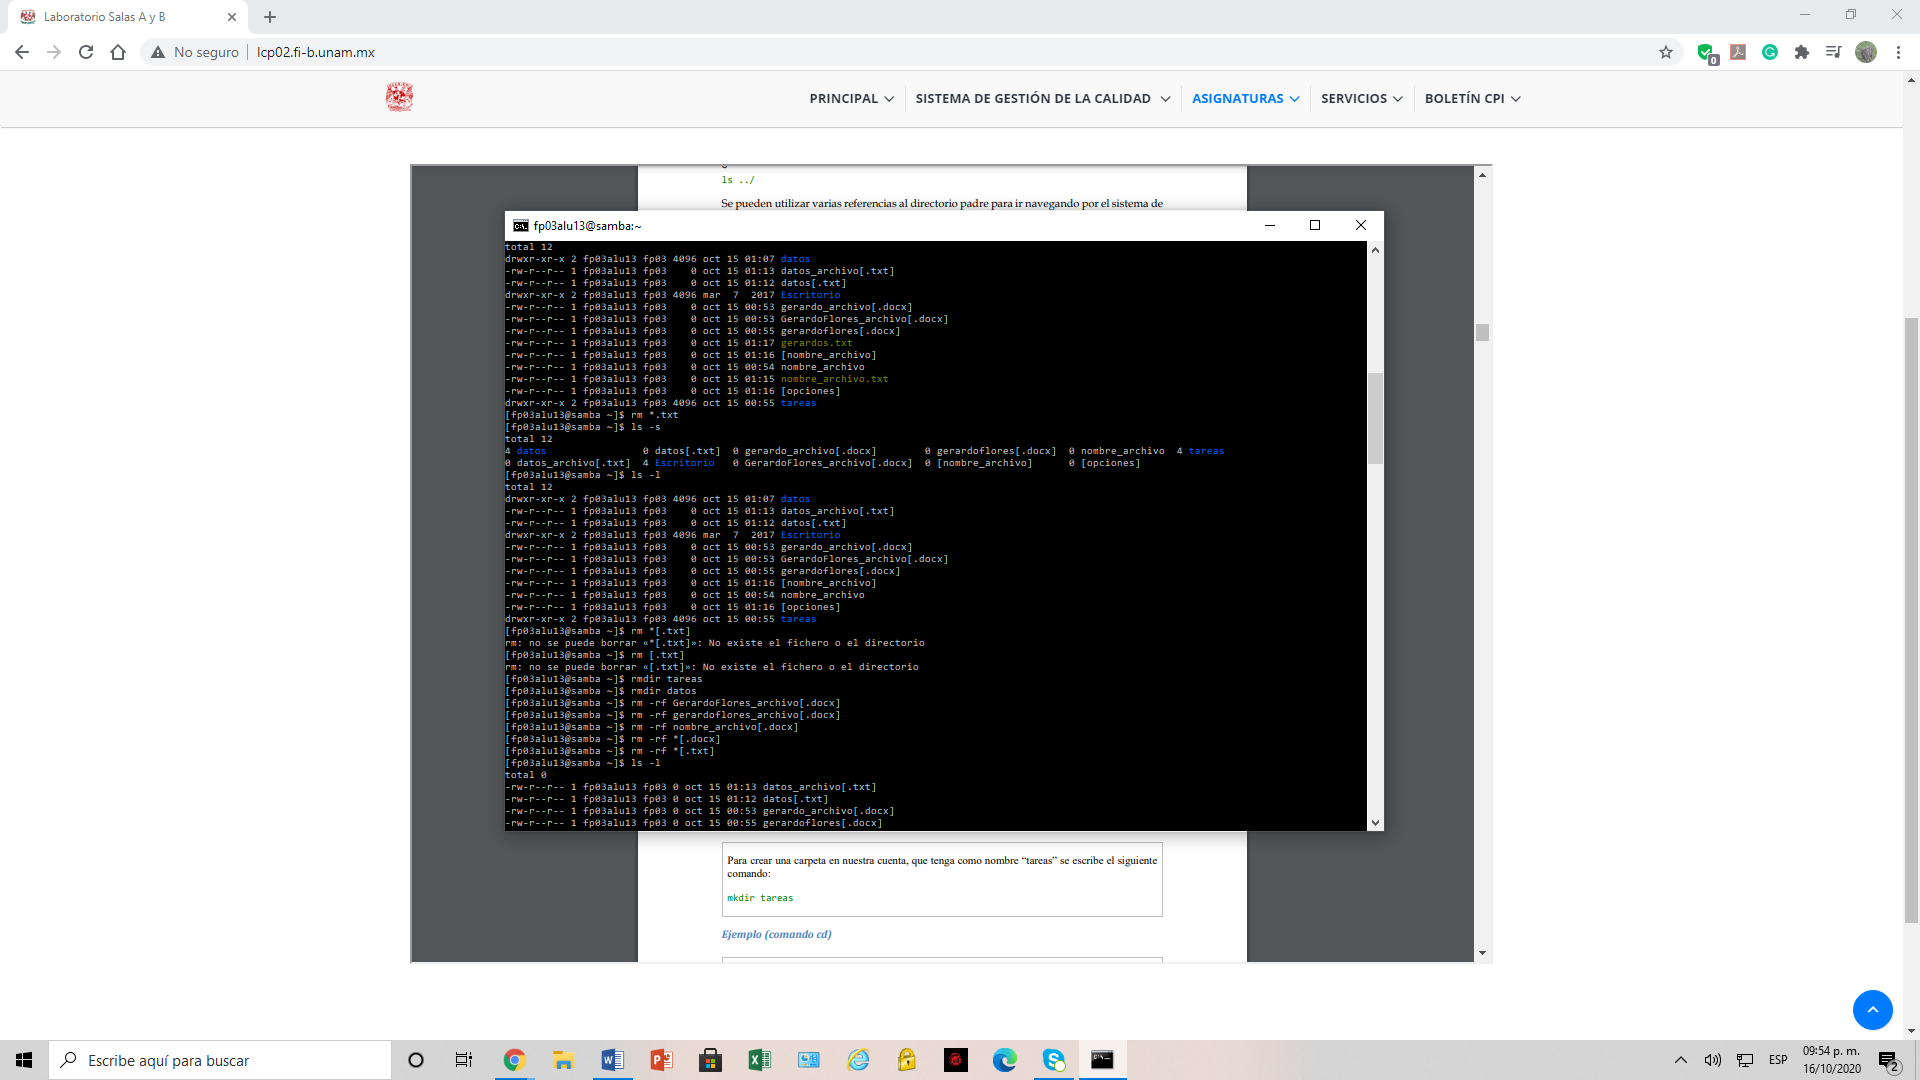 Laboratorio Salas A y B
No seguro
lcp02.fi-b.unam.mx
0
PRINCIPAL
SISTEMA DE GESTIÓN DE LA CALIDAD
ASIGNATURAS
SERVICIOS
BOLETÍN CPI
ls ../
Se pueden utilizar varias referencias al directorio padre para ir navegando por el sistema de
fp03alu13@samba:~
total 12
drwxr-xr-x 2 fp03alu13 fp03 4096 oct 15 01:07 datos
-rw-r--r-- 1 fp03alu13 fp03    0 oct 15 01:13 datos_archivo[.txt]
-rw-r--r-- 1 fp03alu13 fp03    0 oct 15 01:12 datos[.txt]
drwxr-xr-x 2 fp03alu13 fp03 4096 mar  7  2017 Escritorio
-rw-r--r-- 1 fp03alu13 fp03    0 oct 15 00:53 gerardo_archivo[.docx]
-rw-r--r-- 1 fp03alu13 fp03    0 oct 15 00:53 GerardoFlores_archivo[.docx]
-rw-r--r-- 1 fp03alu13 fp03    0 oct 15 00:55 gerardoflores[.docx]
-rw-r--r-- 1 fp03alu13 fp03    0 oct 15 01:17 gerardos.txt
-rw-r--r-- 1 fp03alu13 fp03    0 oct 15 01:16 [nombre_archivo]
-rw-r--r-- 1 fp03alu13 fp03    0 oct 15 00:54 nombre_archivo
-rw-r--r-- 1 fp03alu13 fp03    0 oct 15 01:15 nombre_archivo.txt
-rw-r--r-- 1 fp03alu13 fp03    0 oct 15 01:16 [opciones]
drwxr-xr-x 2 fp03alu13 fp03 4096 oct 15 00:55 tareas
[fp03alu13@samba ~]$ rm *.txt
[fp03alu13@samba ~]$ ls -s
total 12
4 datos                0 datos[.txt]  0 gerardo_archivo[.docx]        0 gerardoflores[.docx]  0 nombre_archivo  4 tareas
0 datos_archivo[.txt]  4 Escritorio   0 GerardoFlores_archivo[.docx]  0 [nombre_archivo]      0 [opciones]
[fp03alu13@samba ~]$ ls -l
total 12
drwxr-xr-x 2 fp03alu13 fp03 4096 oct 15 01:07 datos
-rw-r--r-- 1 fp03alu13 fp03    0 oct 15 01:13 datos_archivo[.txt]
-rw-r--r-- 1 fp03alu13 fp03    0 oct 15 01:12 datos[.txt]
drwxr-xr-x 2 fp03alu13 fp03 4096 mar  7  2017 Escritorio
-rw-r--r-- 1 fp03alu13 fp03    0 oct 15 00:53 gerardo_archivo[.docx]
-rw-r--r-- 1 fp03alu13 fp03    0 oct 15 00:53 GerardoFlores_archivo[.docx]
-rw-r--r-- 1 fp03alu13 fp03    0 oct 15 00:55 gerardoflores[.docx]
-rw-r--r-- 1 fp03alu13 fp03    0 oct 15 01:16 [nombre_archivo]
-rw-r--r-- 1 fp03alu13 fp03    0 oct 15 00:54 nombre_archivo
-rw-r--r-- 1 fp03alu13 fp03    0 oct 15 01:16 [opciones]
drwxr-xr-x 2 fp03alu13 fp03 4096 oct 15 00:55 tareas
[fp03alu13@samba ~]$ rm *[.txt]
rm: no se puede borrar «*[.txt]»: No existe el fichero o el directorio
[fp03alu13@samba ~]$ rm [.txt]
rm: no se puede borrar «[.txt]»: No existe el fichero o el directorio
[fp03alu13@samba ~]$ rmdir tareas
[fp03alu13@samba ~]$ rmdir datos
[fp03alu13@samba ~]$ rm -rf GerardoFlores_archivo[.docx]
[fp03alu13@samba ~]$ rm -rf gerardoflores_archivo[.docx]
[fp03alu13@samba ~]$ rm -rf nombre_archivo[.docx]
[fp03alu13@samba ~]$ rm -rf *[.docx]
[fp03alu13@samba ~]$ rm -rf *[.txt]
[fp03alu13@samba ~]$ ls -l
total 0
-rw-r--r-- 1 fp03alu13 fp03 0 oct 15 01:13 datos_archivo[.txt]
-rw-r--r-- 1 fp03alu13 fp03 0 oct 15 01:12 datos[.txt]
-rw-r--r-- 1 fp03alu13 fp03 0 oct 15 00:53 gerardo_archivo[.docx]
-rw-r--r-- 1 fp03alu13 fp03 0 oct 15 00:55 gerardoflores[.docx]
Para crear una carpeta en nuestra cuenta, que tenga como nombre “tareas” se escribe el siguiente
comando:
mkdir tareas
Ejemplo (comando cd)
Escribe aquí para buscar
ESP
09:54 p. m.
16/10/2020
2